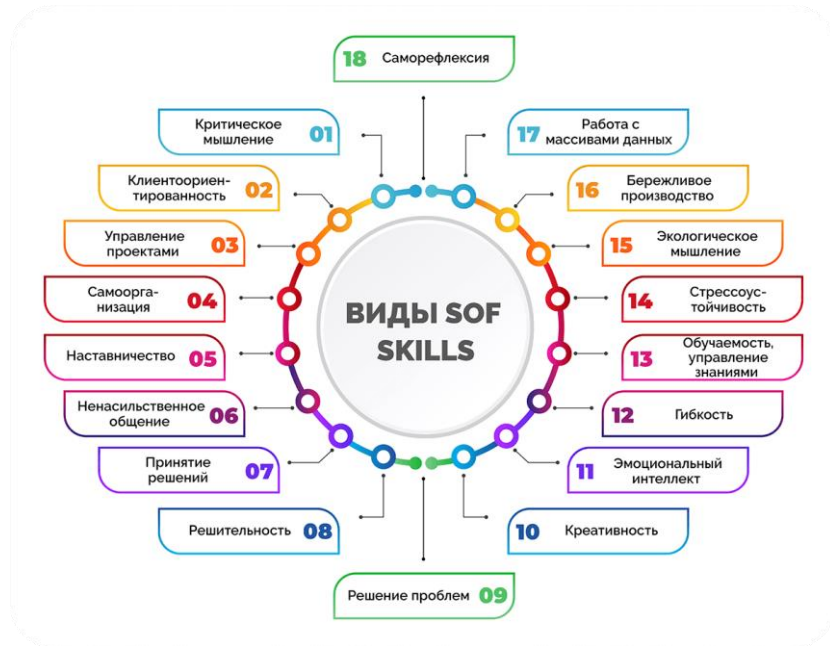 ВИДЫ SOF
SKILLS
01
Критическое
мышление
02
Клиентоориен-
тированность
03
Управление
проектами
04
Самоорга-
низация
05
Наставничество
06
Ненасильственное
общение
07
Принятие
решений
08
Решительность
09
Решение проблем
10
Креативность
11
Эмоциональный
интеллект
12
Гибкость
13
Обучаемость,
управление
знаниями
14
Стрессоус-
тойчивость
15
Экологическое
мышление
16
Бережливое
производство
17
Работа с
массивами данных
18
Саморефлексия